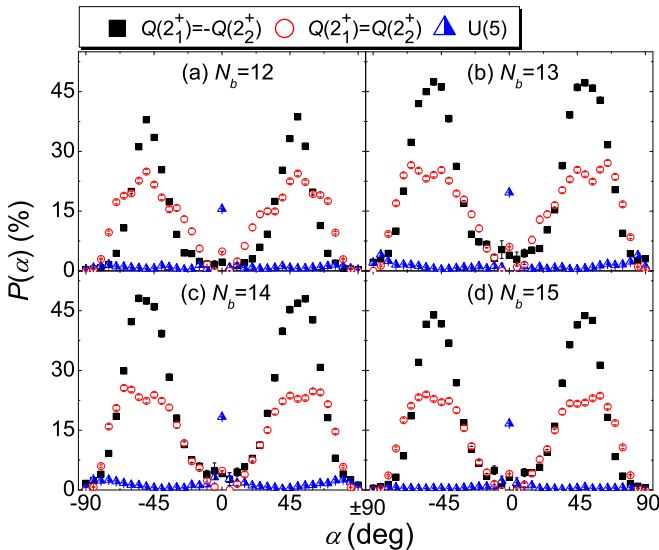 Q(2₁⁺)=-Q(2₂⁺) Q(2₁⁺)=Q(2₂⁺) U(5)
(a) N_b=12 (b) N_b=13
45
30
15
0
P(α) (%)
(c) N_b=14 (d) N_b=15
45
30
15
0
-90 -45 0 45 ±90 -45 0 45 90
α (deg)